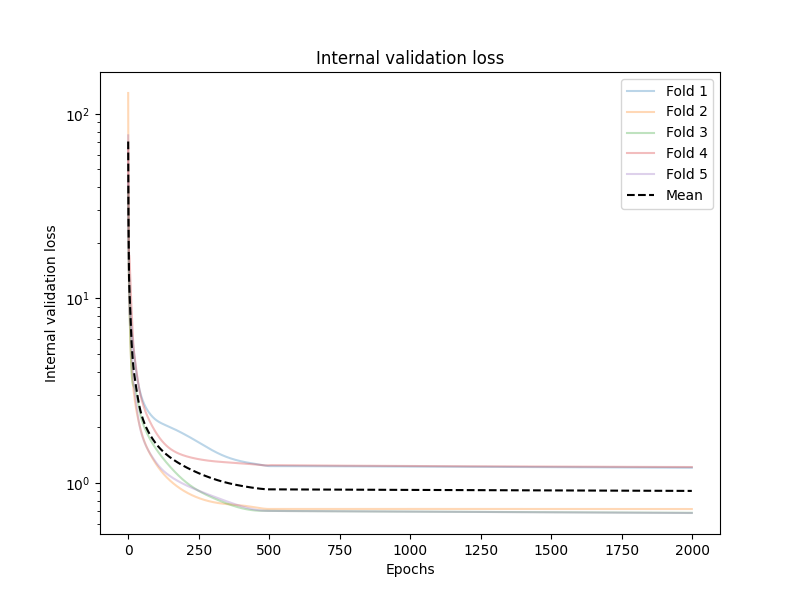 Internal validation loss
Internal validation loss
10²
10¹
10⁰
0 250 500 750 1000 1250 1500 1750 2000
Epochs
Fold 1
Fold 2
Fold 3
Fold 4
Fold 5
Mean